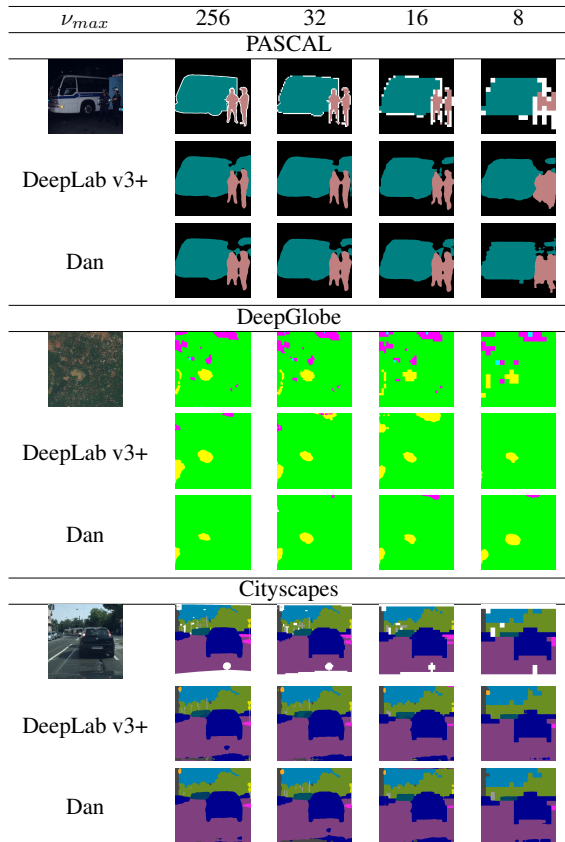 ν_max 256 32 16 8
PASCAL
DeepLab v3+
Dan
DeepGlobe
DeepLab v3+
Dan
Cityscapes
DeepLab v3+
Dan